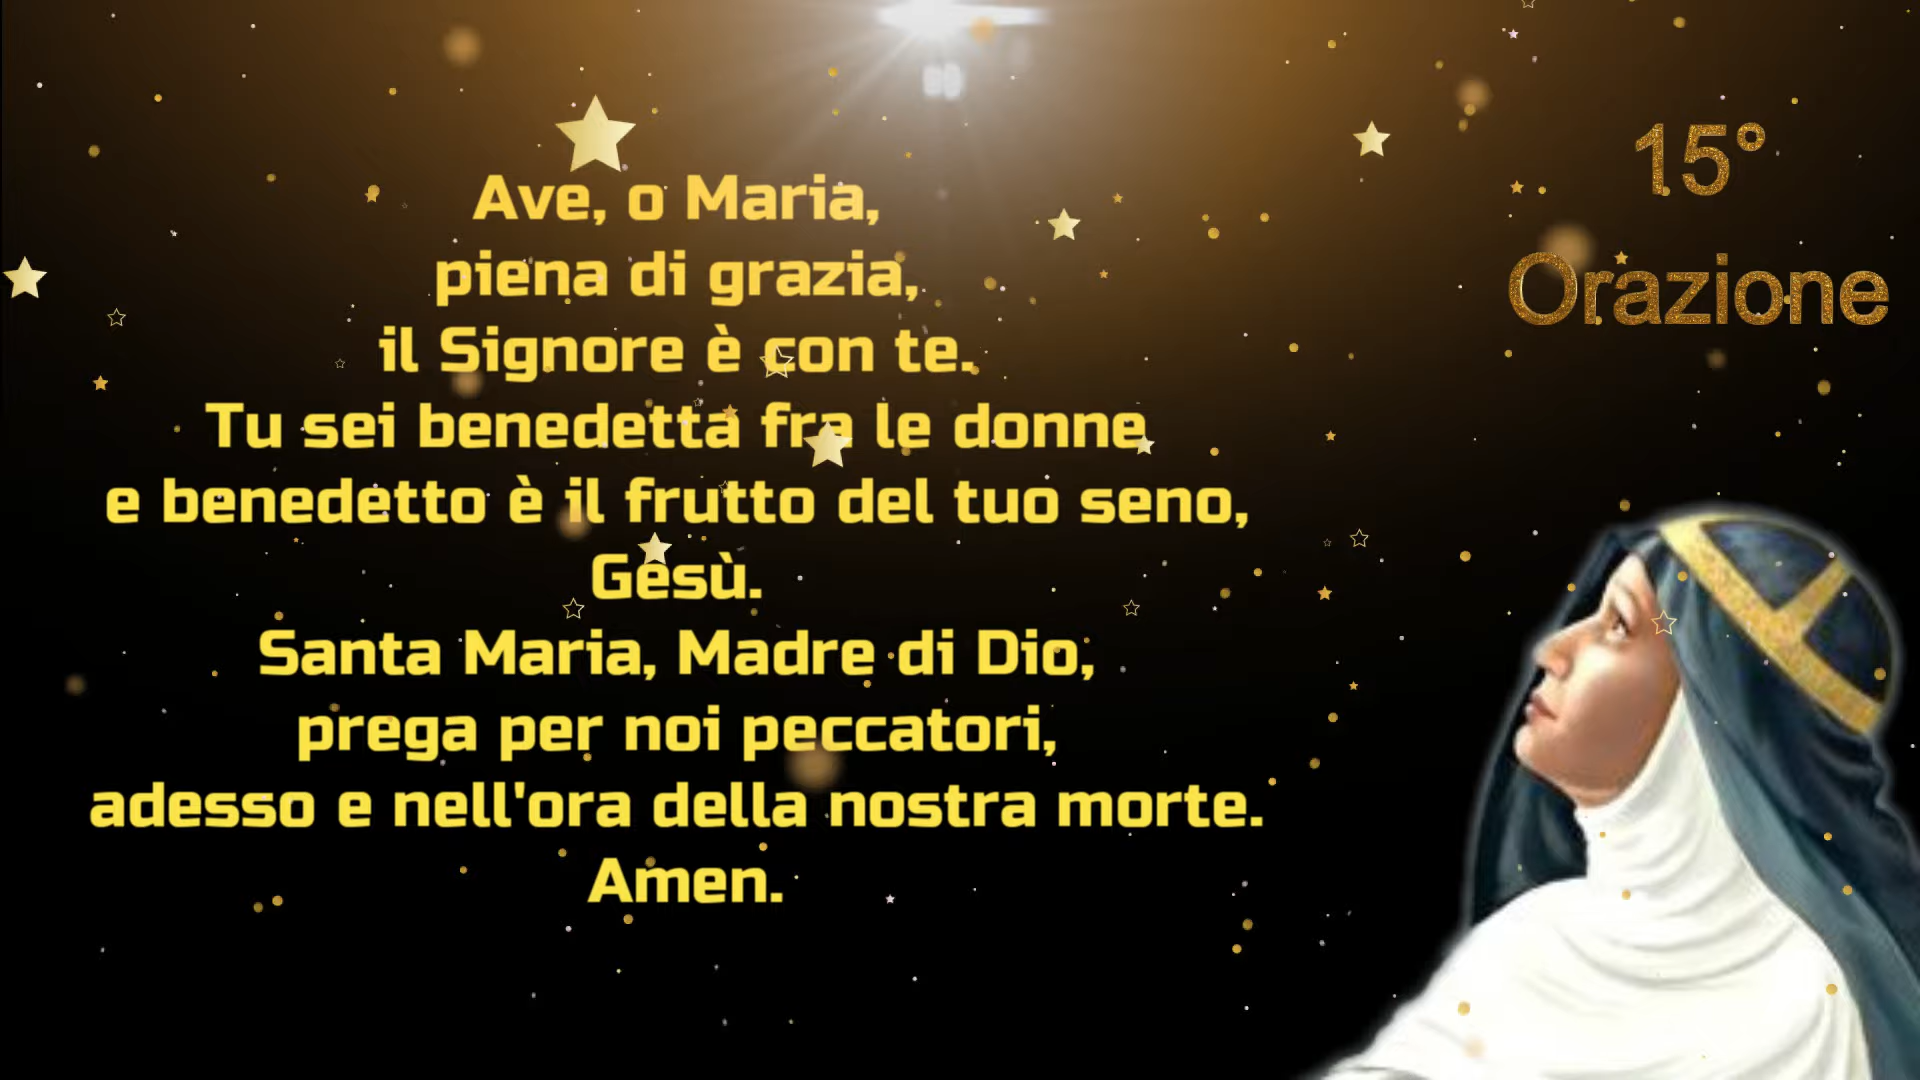 Ave, o Maria,
piena di grazia,
il Signore è con te.
Tu sei benedetta fra le donne
e benedetto è il frutto del tuo seno,
Gesù.
Santa Maria, Madre di Dio,
prega per noi peccatori,
adesso e nell'ora della nostra morte.
Amen.
15°
Orazione